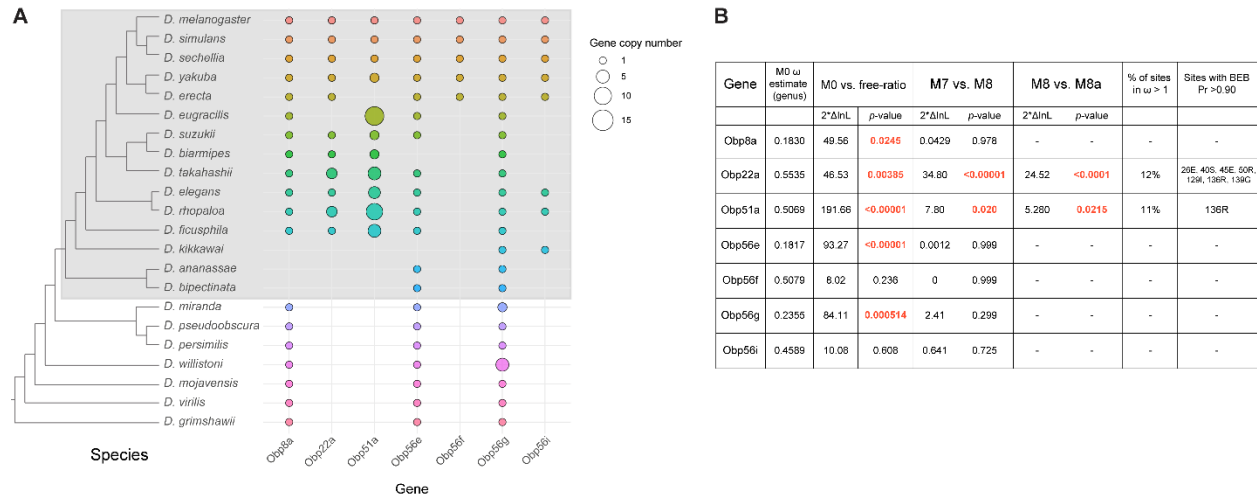 A
D. melanogaster
D. simulans
D. sechellia
D. yakuba
D. erecta
D. eugracilis
D. suzukii
D. biarmipes
D. takahashii
D. elegans
D. rhopaloa
D. ficusphila
D. kikkawai
D. ananassae
D. bipectinata
D. miranda
D. pseudoobscura
D. persimilis
D. willistoni
D. mojavensis
D. virilis
D. grimshawii
Species
Obp8a
Obp22a
Obp51a
Obp56e
Obp56f
Obp56g
Obp56i
Gene
Gene copy number
1
5
10
15
B
Gene M0 ω estimate (genus) M0 vs. free-ratio M7 vs. M8 M8 vs. M8a % of sites in ω > 1 Sites with BEB Pr >0.90
2*ΔlnL p-value 2*ΔlnL p-value 2*ΔlnL p-value
Obp8a 0.1830 49.56 0.0245 0.0429 0.978 - - - -
Obp22a 0.5535 46.53 0.00385 34.80 <0.00001 24.52 <0.0001 12% 26E, 40S, 45E, 50R, 129I, 136R, 139G
Obp51a 0.5069 191.66 <0.00001 7.80 0.020 5.280 0.0215 11% 136R
Obp56e 0.1817 93.27 <0.00001 0.0012 0.999 - - - -
Obp56f 0.5079 8.02 0.236 0 0.999 - - - -
Obp56g 0.2355 84.11 0.000514 2.41 0.299 - - - -
Obp56i 0.4589 10.08 0.608 0.641 0.725 - - - -